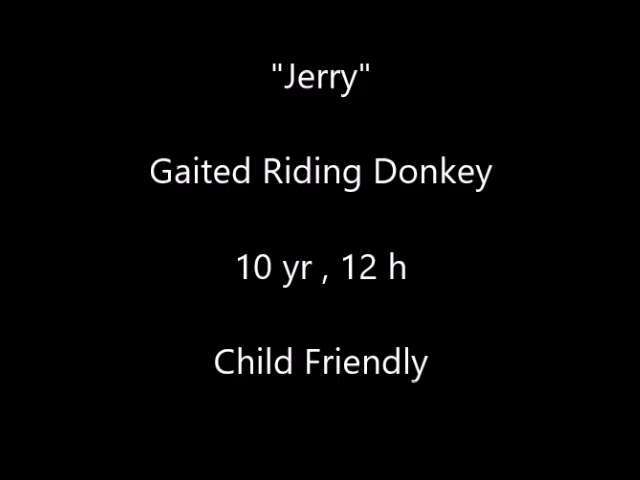 "Jerry"
Gaited Riding Donkey
10 yr , 12 h
Child Friendly